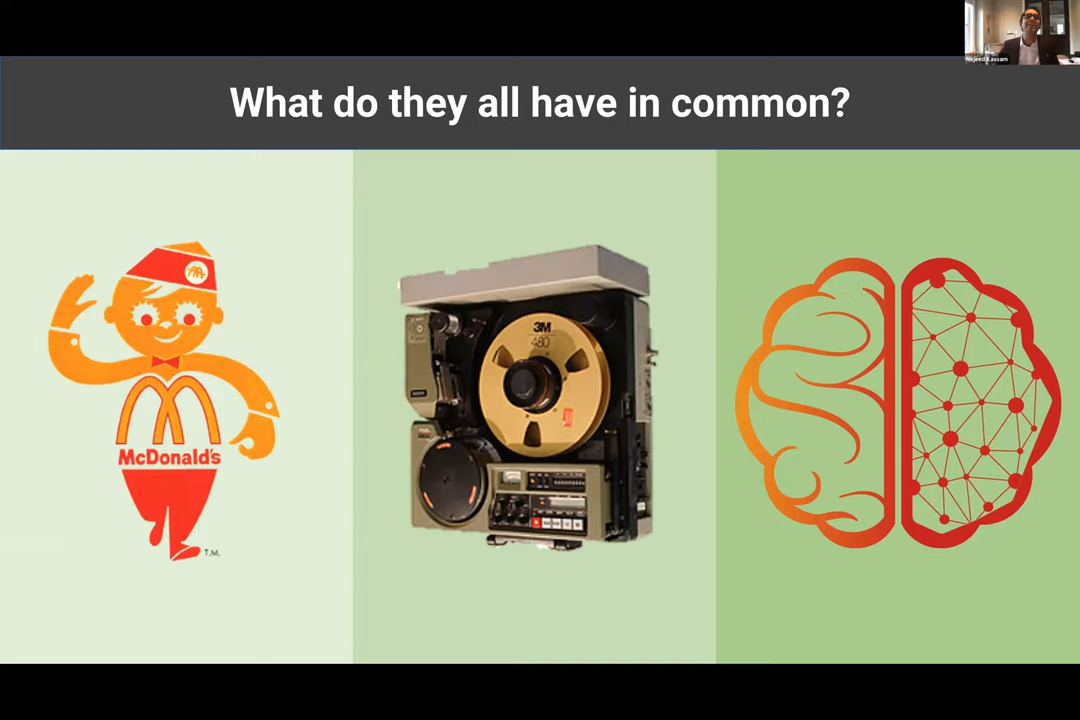 Nejeed Kassam
What do they all have in common?
McDonald's
T.M.
3M
480